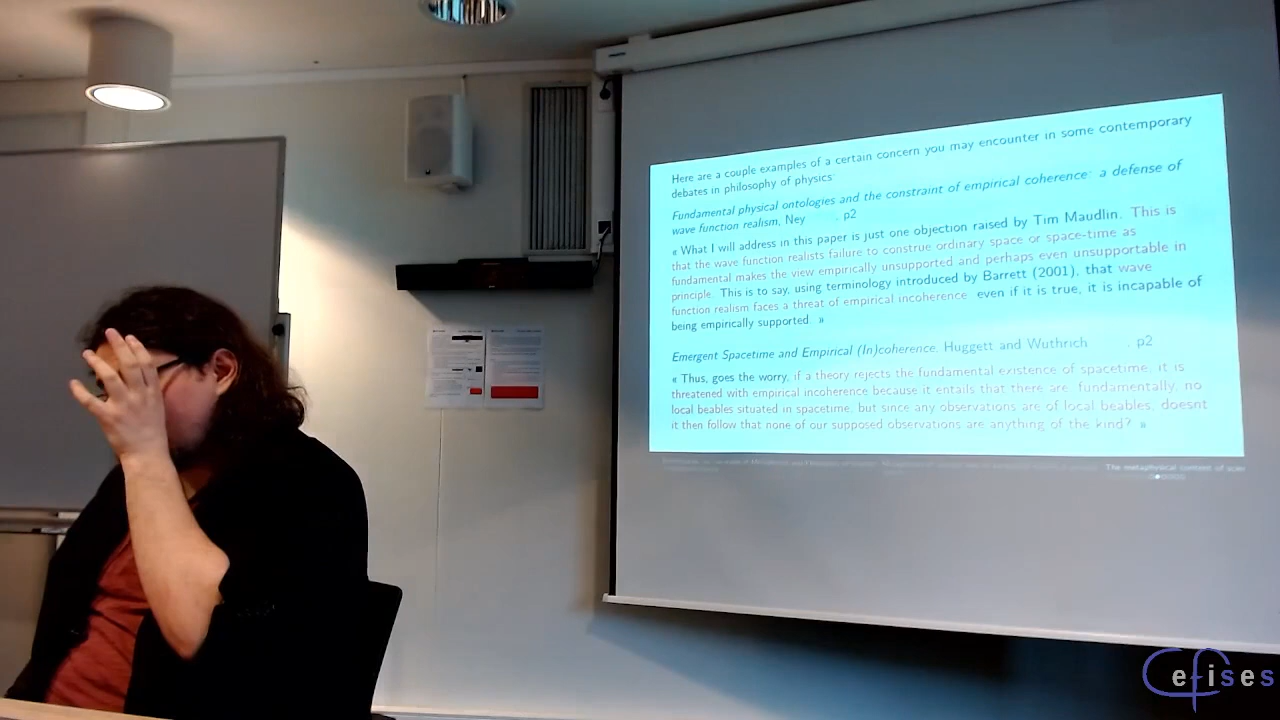 Here are a couple examples of a certain concern you may encounter in some contemporary
debates in philosophy of physics:
Fundamental physical ontologies and the constraint of empirical coherence: a defense of
wave function realism, Ney , p2
« What I will address in this paper is just one objection raised by Tim Maudlin. This is
that the wave function realists failure to construe ordinary space or space-time as
fundamental makes the view empirically unsupported and perhaps even unsupportable in
principle. This is to say, using terminology introduced by Barrett (2001), that wave
function realism faces a threat of empirical incoherence even if it is true, it is incapable of
being empirically supported »
Emergent Spacetime and Empirical (In)coherence. Huggett and Wuthrich , p2
« Thus, goes the worry, if a theory rejects the fundamental existence of spacetime, it is
threatened with empirical incoherence because it entails that there are, fundamentally, no
local beables situated in spacetime, but since any observations are of local beables, doesnt
it then follow that none of our supposed observations are anything of the kind? »
The metaphysical content of scien
efises